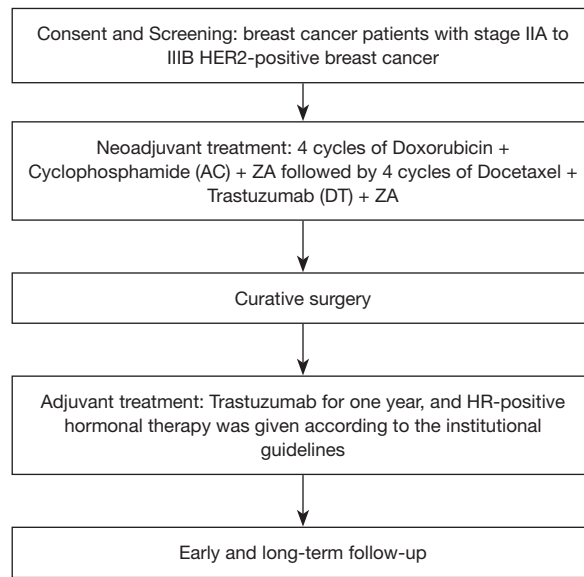 Consent and Screening: breast cancer patients with stage IIA to
IIIB HER2-positive breast cancer
Neoadjuvant treatment: 4 cycles of Doxorubicin +
Cyclophosphamide (AC) + ZA followed by 4 cycles of Docetaxel +
Trastuzumab (DT) + ZA
Curative surgery
Adjuvant treatment: Trastuzumab for one year, and HR-positive
hormonal therapy was given according to the institutional
guidelines
Early and long-term follow-up